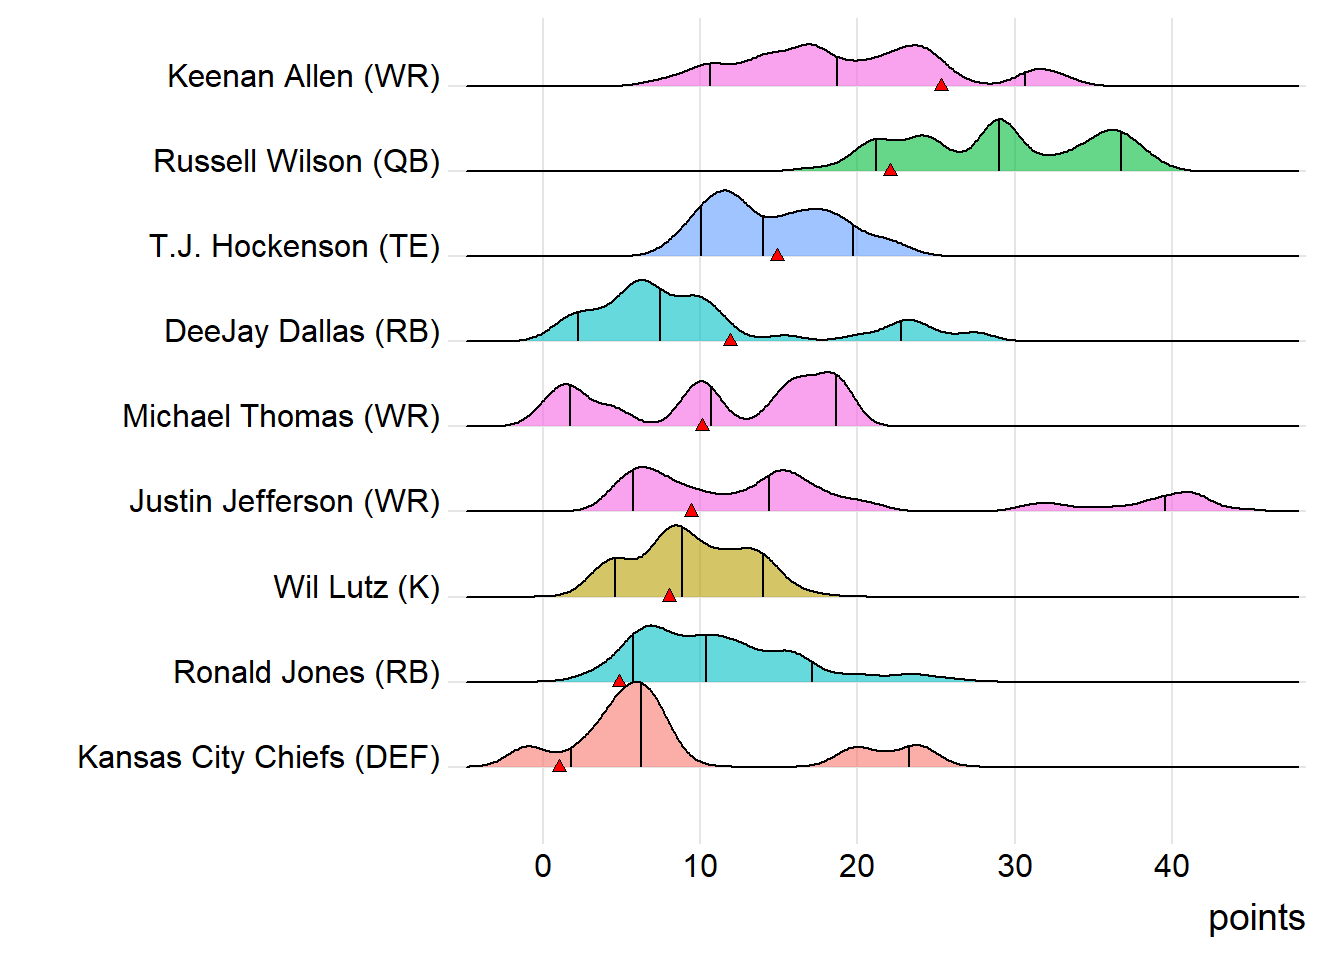 Keenan Allen (WR)
Russell Wilson (QB)
T.J. Hockenson (TE)
DeeJay Dallas (RB)
Michael Thomas (WR)
Justin Jefferson (WR)
Wil Lutz (K)
Ronald Jones (RB)
Kansas City Chiefs (DEF)
0 10 20 30 40
points